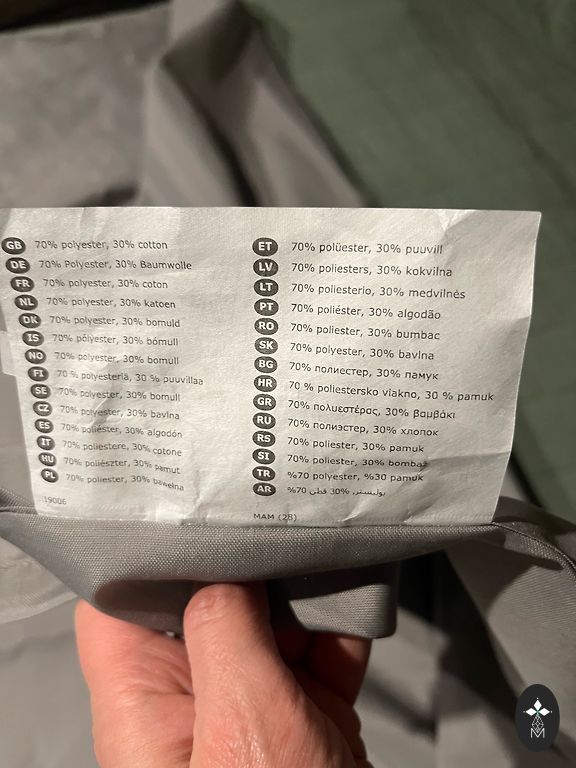 GB 70% polyester, 30% cotton
DE 70% Polyester, 30% Baumwolle
FR 70% polyester, 30% coton
NL 70% polyester, 30% katoen
DK 70% polyester, 30% bomuld
IS 70% pólýester, 30% bómull
NO 70% polyester, 30% bomull
FI 70 % polyesteriä, 30 % puuvillaa
SE 70% polyester, 30% bomull
CZ 70% polyester, 30% bavlna
ES 70% poliéster, 30% algodón
IT 70% poliestere, 30% cotone
HU 70% poliészter, 30% pamut
PL 70% poliester, 30% bawełna
19006
ET 70% polüester, 30% puuvill
LV 70% poliesters, 30% kokvilna
LT 70% poliesterio, 30% medvilnės
PT 70% poliéster, 30% algodão
RO 70% poliester, 30% bumbac
SK 70% polyester, 30% bavlna
BG 70% полиестер, 30% памук
HR 70 % poliestersko vlakno, 30 % pamuk
GR 70% πολυεστέρας, 30% βαμβάκι
RU 70% полиэстер, 30% хлопок
RS 70% poliester, 30% pamuk
SI 70% poliester, 30% bombaž
TR %70 polyester, %30 pamuk
AR %70 بوليستر, %30 قطن
MAM (28)
M